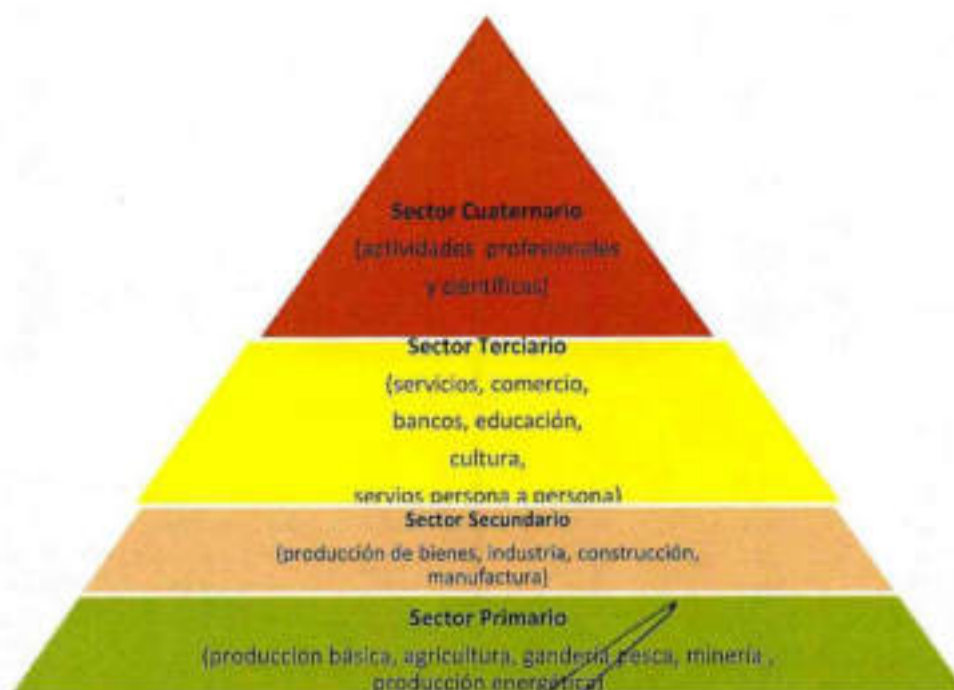 Sector Cuaternario
(actividades profesionales
y científicas)
Sector Terciario
(servicios, comercio,
bancos, educación,
cultura,
servios persona a persona)
Sector Secundario
(producción de bienes, industria, construcción,
manufactura)
Sector Primario
(produccion básica, agricultura, gandería pesca, minería ,
producción energética)